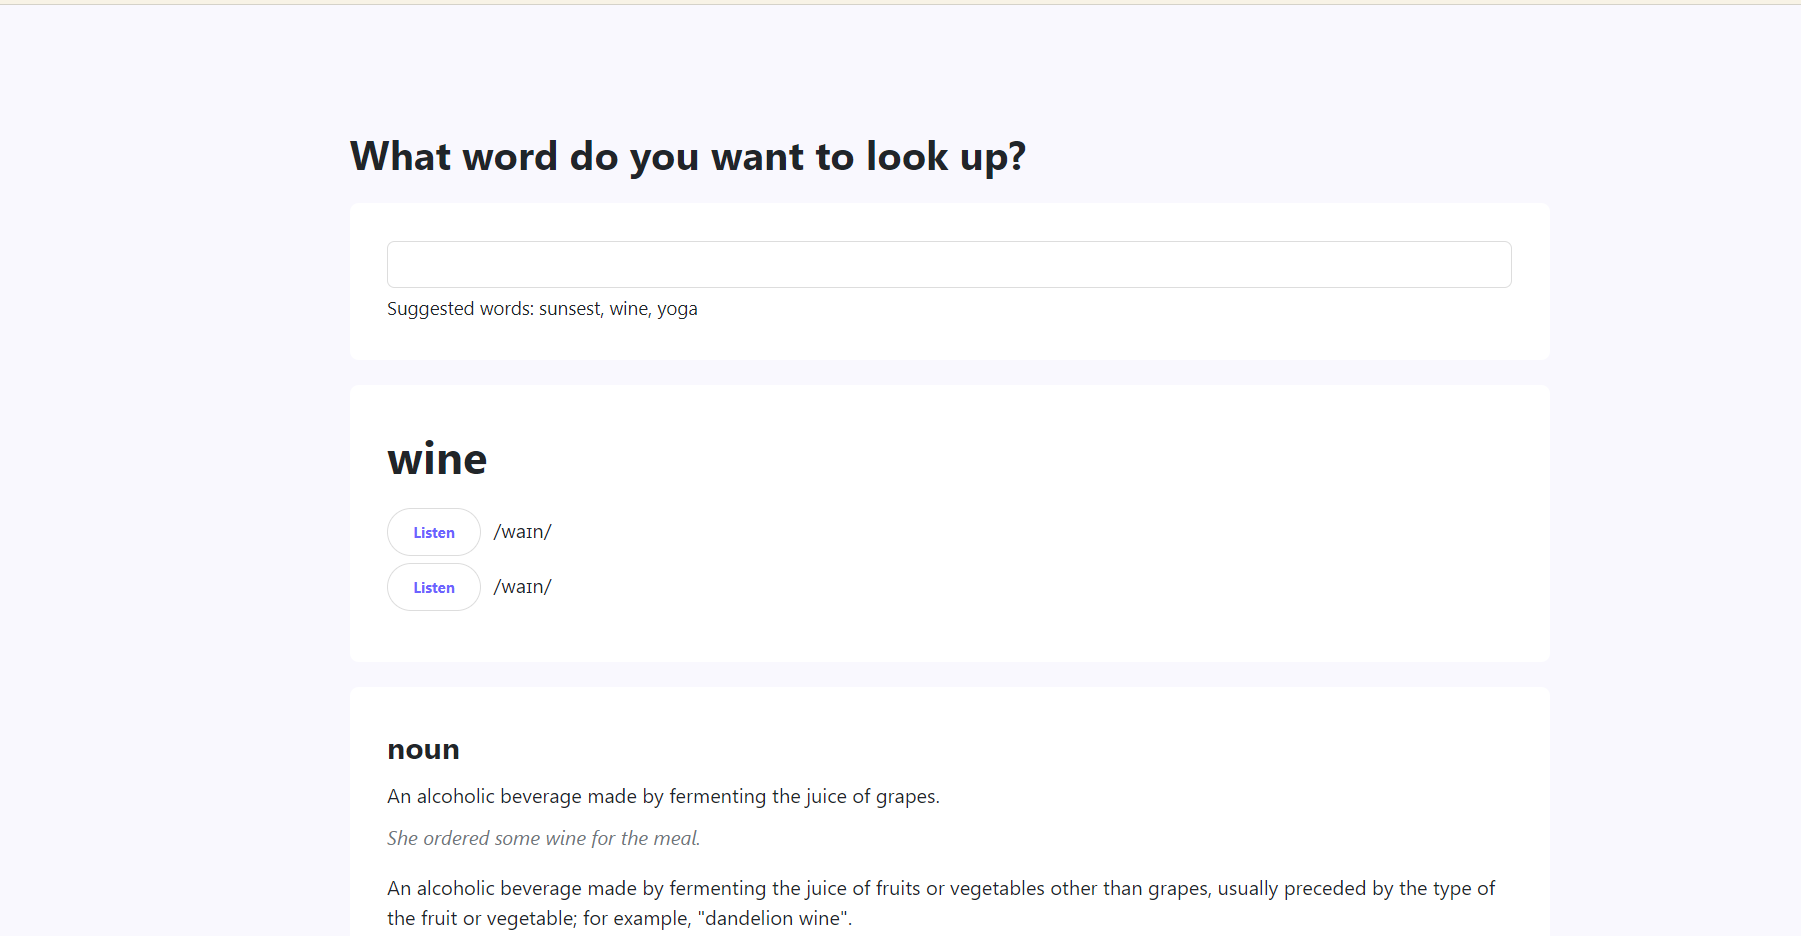 What word do you want to look up?
Suggested words: sunsest, wine, yoga
wine
Listen /waɪn/
Listen /waɪn/
noun
An alcoholic beverage made by fermenting the juice of grapes.
She ordered some wine for the meal.
An alcoholic beverage made by fermenting the juice of fruits or vegetables other than grapes, usually preceded by the type of
the fruit or vegetable; for example, "dandelion wine".